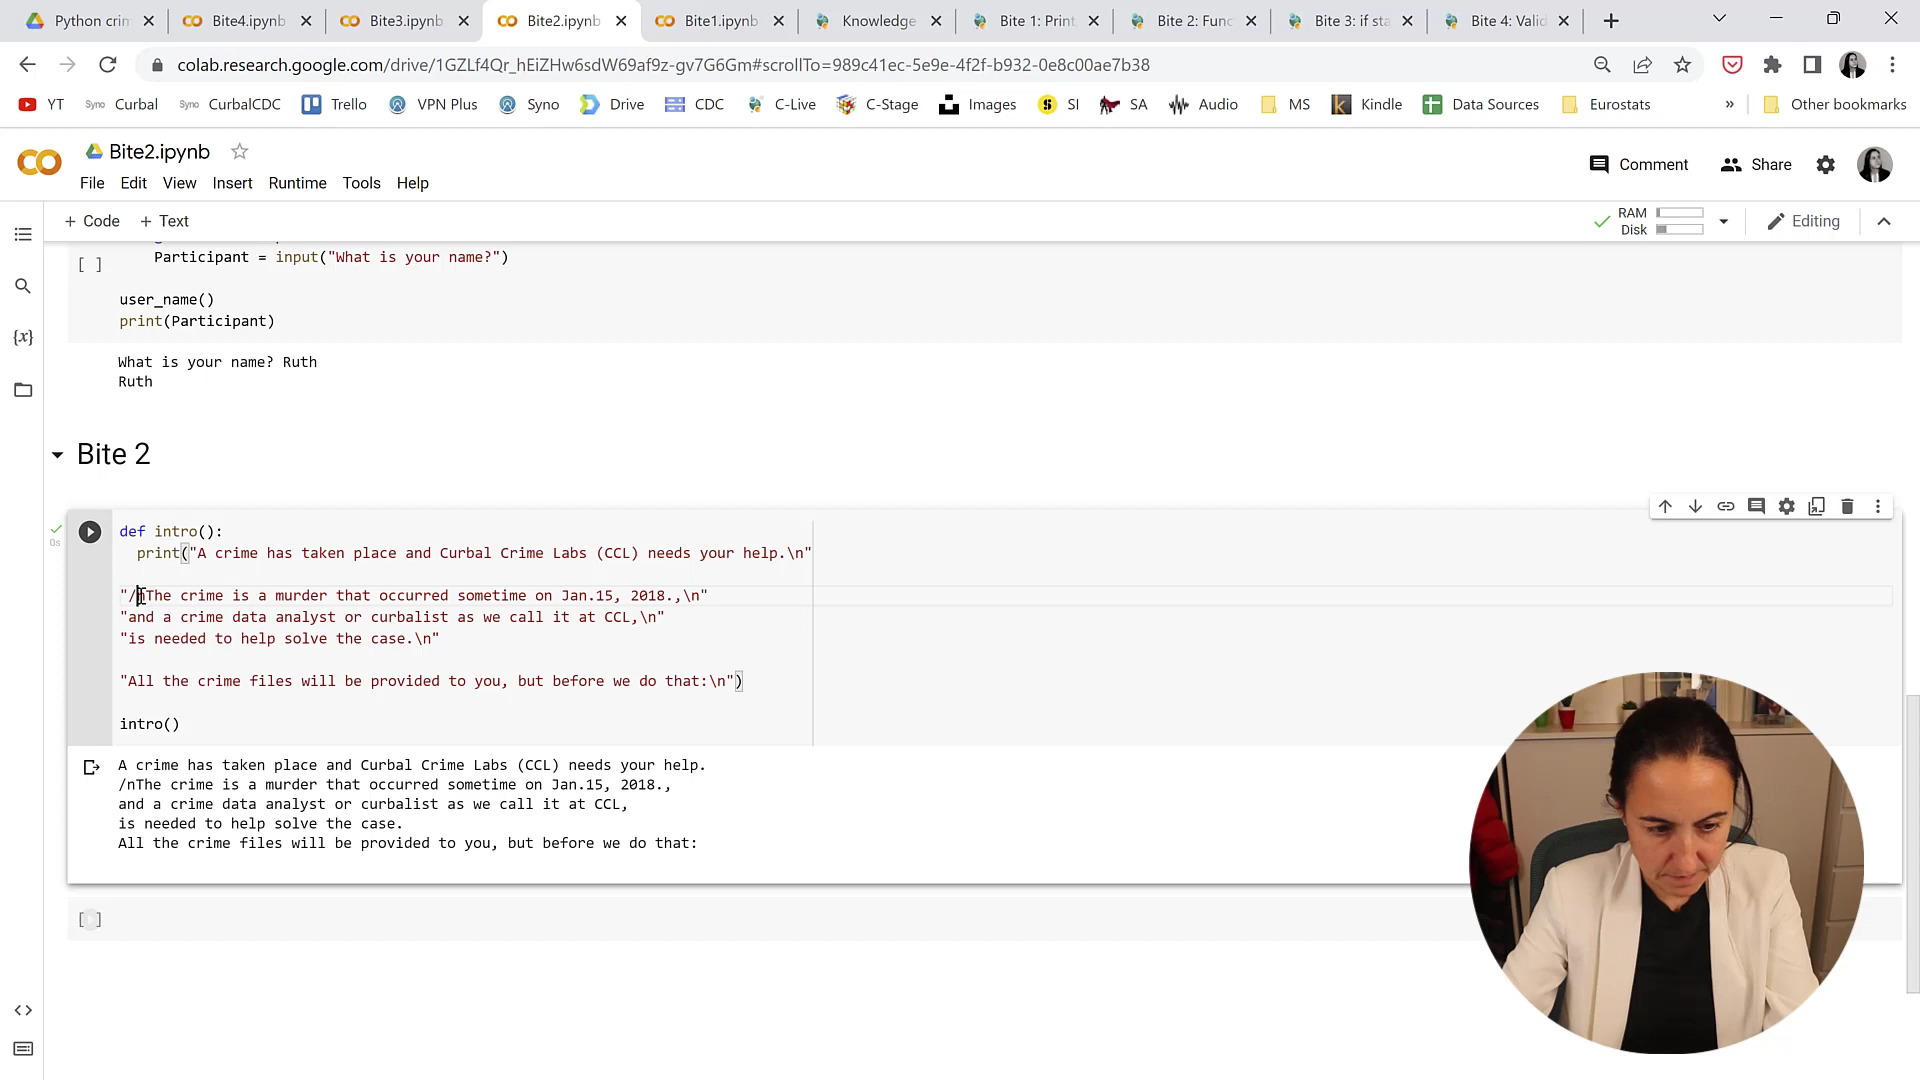 Python crim
Bite4.ipynb
Bite3.ipynb
Bite2.ipynb
Bite1.ipynb
Knowledge
Bite 1: Print
Bite 2: Func
Bite 3: if sta
Bite 4: Valid
colab.research.google.com/drive/1GZLf4Qr_hEiZHw6sdW69af9z-gv7G6Gm#scrollTo=989c41ec-5e9e-4f2f-b932-0e8c00ae7b38
YT
Sync Curbal
Sync CurbalCDC
Trello
VPN Plus
Syno
Drive
CDC
C-Live
C-Stage
Images
SI
SA
Audio
MS
Kindle
Data Sources
Eurostats
»
Other bookmarks
Bite2.ipynb
Comment
Share
File Edit View Insert Runtime Tools Help
+ Code + Text
RAM
Disk
Editing
[ ]
Participant = input("What is your name?")
user_name()
print(Participant)
What is your name? Ruth
Ruth
Bite 2
0s
def intro():
print("A crime has taken place and Curbal Crime Labs (CCL) needs your help.\n"
"/nThe crime is a murder that occurred sometime on Jan.15, 2018.,\n"
"and a crime data analyst or curbalist as we call it at CCL,\n"
"is needed to help solve the case.\n"
"All the crime files will be provided to you, but before we do that:\n")
intro()
A crime has taken place and Curbal Crime Labs (CCL) needs your help.
/nThe crime is a murder that occurred sometime on Jan.15, 2018.,
and a crime data analyst or curbalist as we call it at CCL,
is needed to help solve the case.
All the crime files will be provided to you, but before we do that:
[ ]